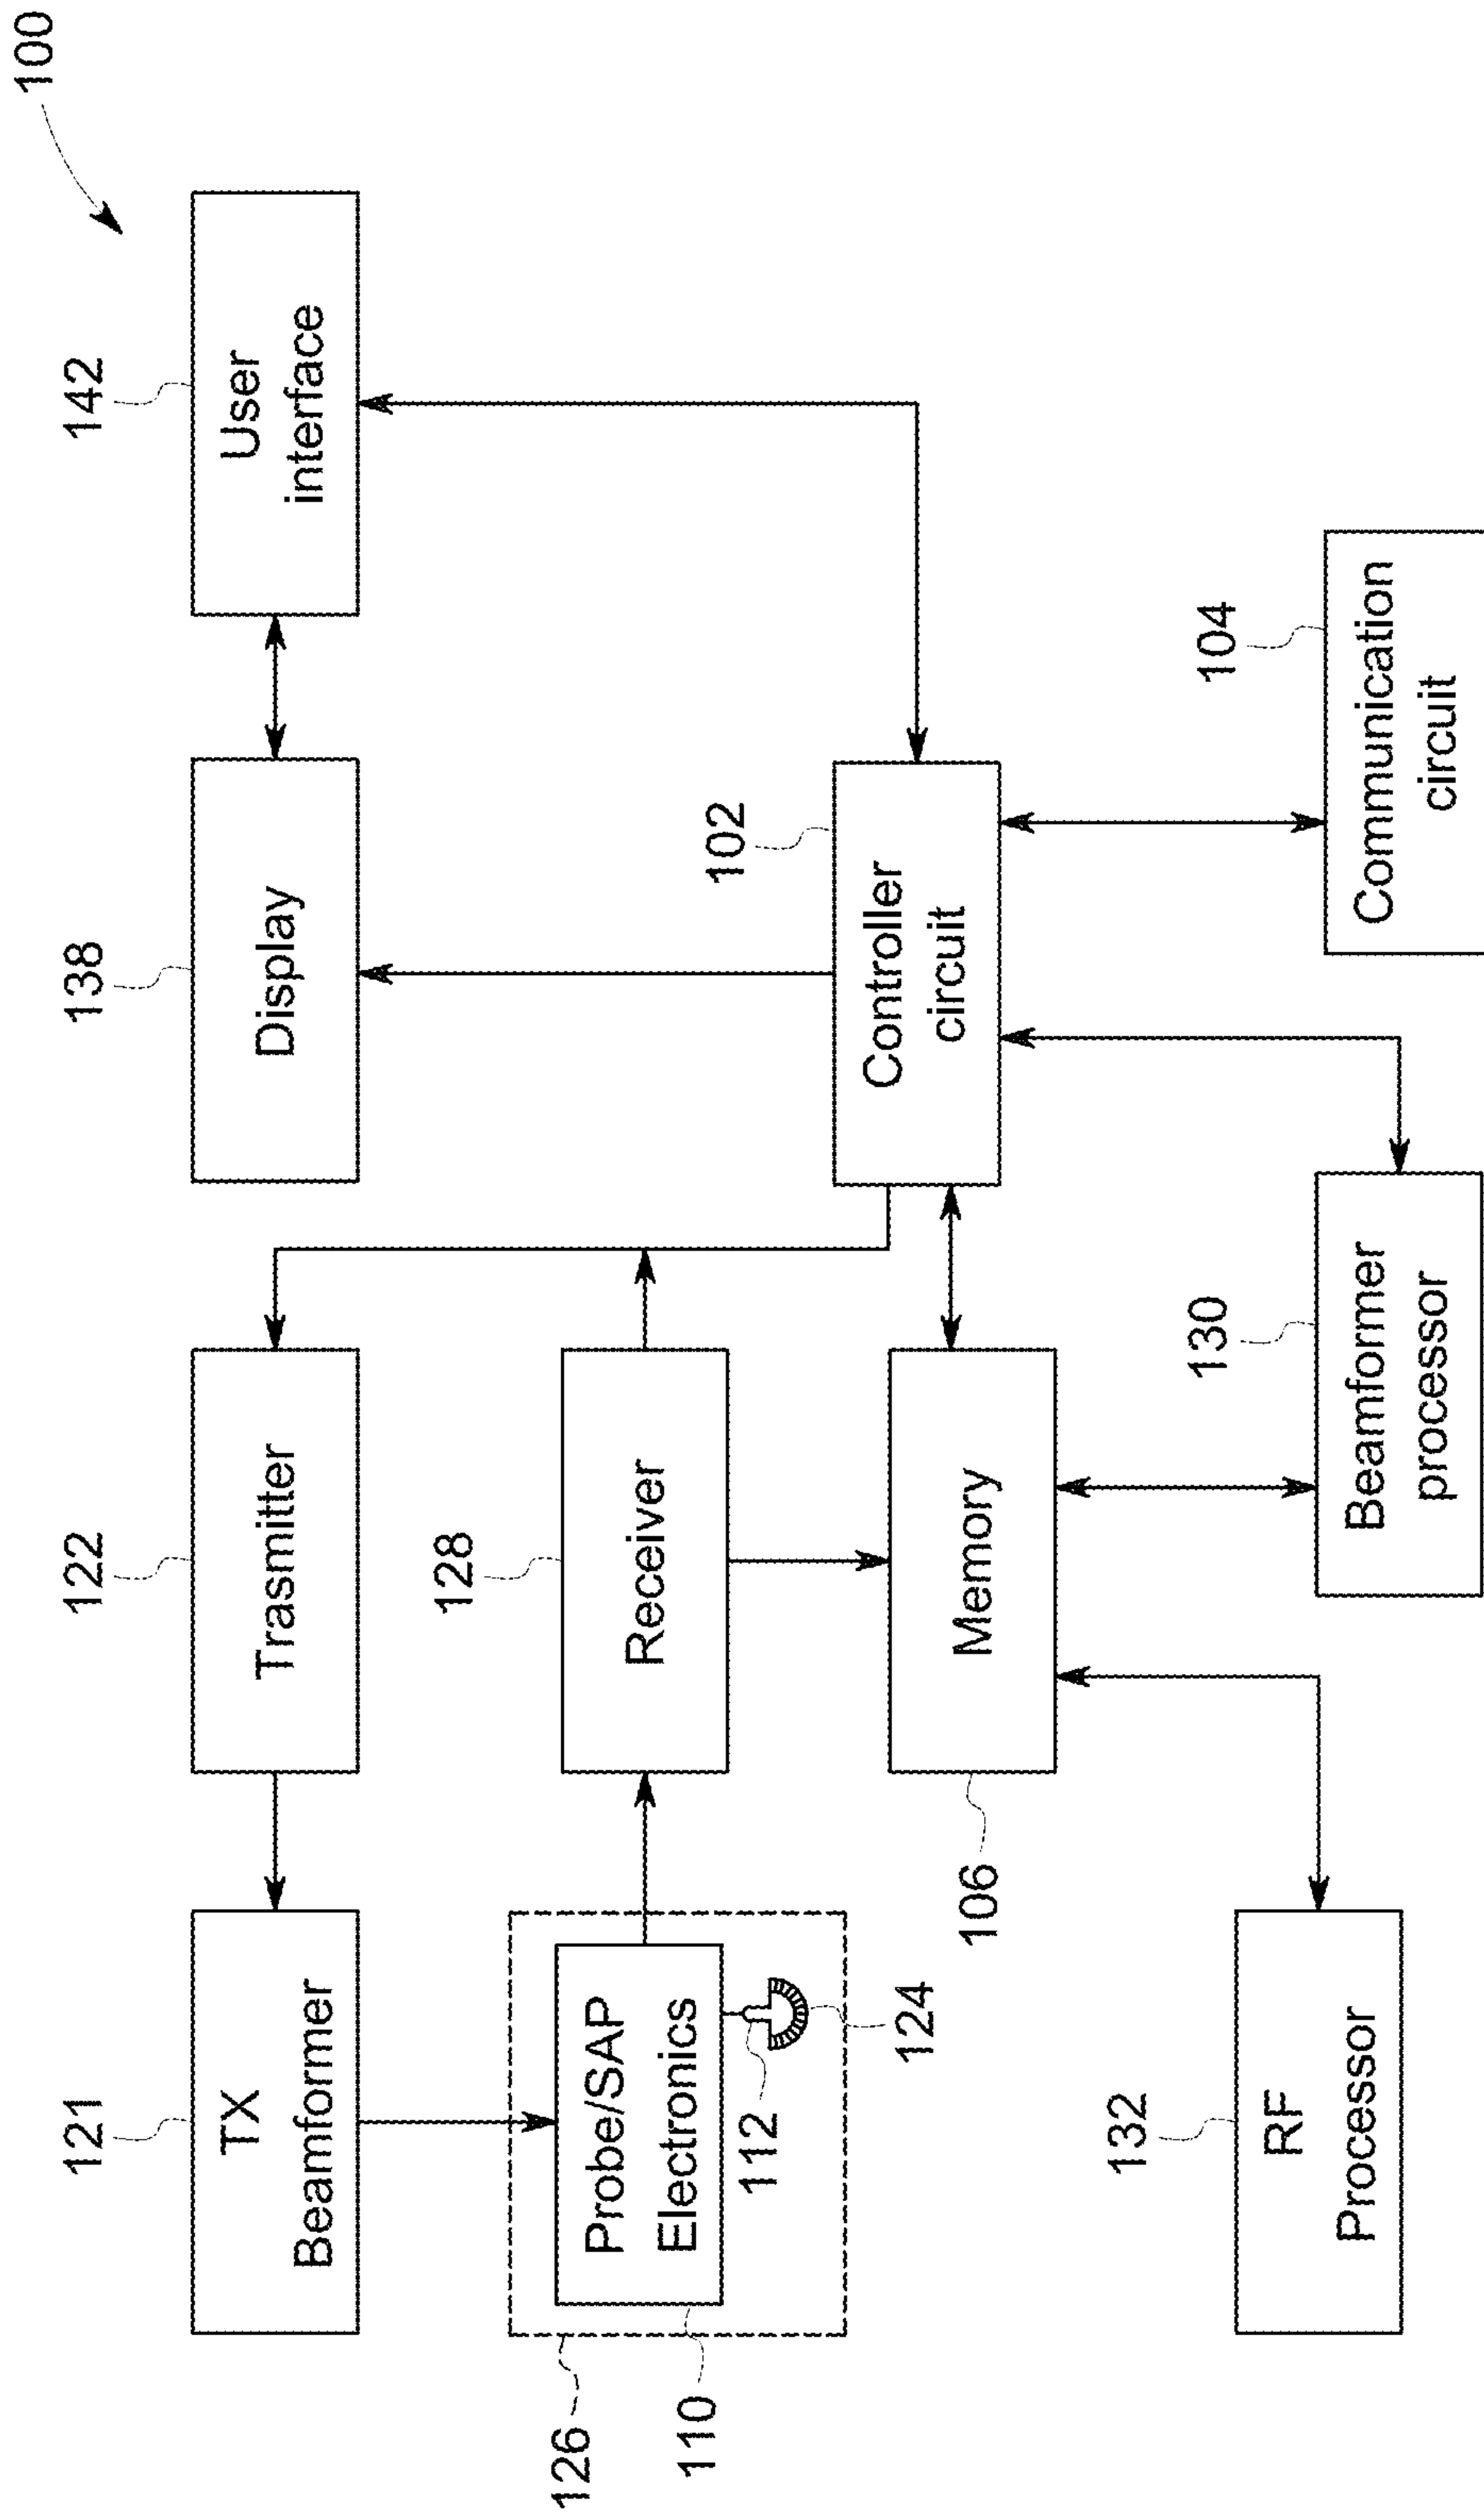 100
121
TX
Beamformer
122
Trasmitter
138
Display
142
User
interface
126
110
Probe/SAP
Electronics
112
124
128
Receiver
102
Controller
circuit
106
Memory
132
RF
Processor
130
Beamformer
processor
104
Communication
circuit